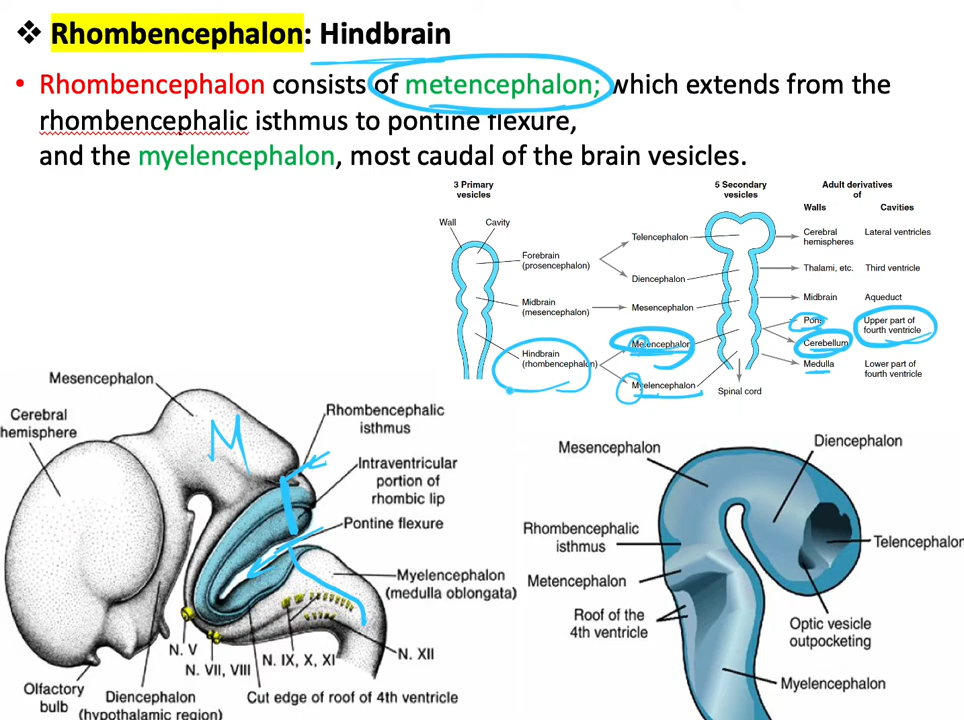 ❖ Rhombencephalon: Hindbrain
• Rhombencephalon consists of metencephalon; which extends from the
rhombencephalic isthmus to pontine flexure,
and the myelencephalon, most caudal of the brain vesicles.
3 Primary
vesicles
5 Secondary
vesicles
Adult derivatives
of
Walls
Cavities
Wall
Cavity
Forebrain
(prosencephalon)
Telencephalon
Cerebral
hemispheres
Lateral ventricles
Diencephalon
Thalami, etc.
Third ventricle
Midbrain
(mesencephalon)
Mesencephalon
Midbrain
Aqueduct
Hindbrain
(rhombencephalon)
Metencephalon
Pons
Upper part of
fourth ventricle
Cerebellum
Myelencephalon
Medulla
Lower part of
fourth ventricle
Spinal cord
Mesencephalon
Cerebral
hemisphere
M
Rhombencephalic
isthmus
Intraventricular
portion of
rhombic lip
Pontine flexure
Myelencephalon
(medulla oblongata)
N. XII
N. IX, X, XI
N. VII, VIII
N. V
Cut edge of roof of 4th ventricle
Olfactory
bulb
Diencephalon
(hypothalamic region)
Mesencephalon
Diencephalon
Rhombencephalic
isthmus
Telencephalon
Metencephalon
Roof of the
4th ventricle
Optic vesicle
outpocketing
Myelencephalon